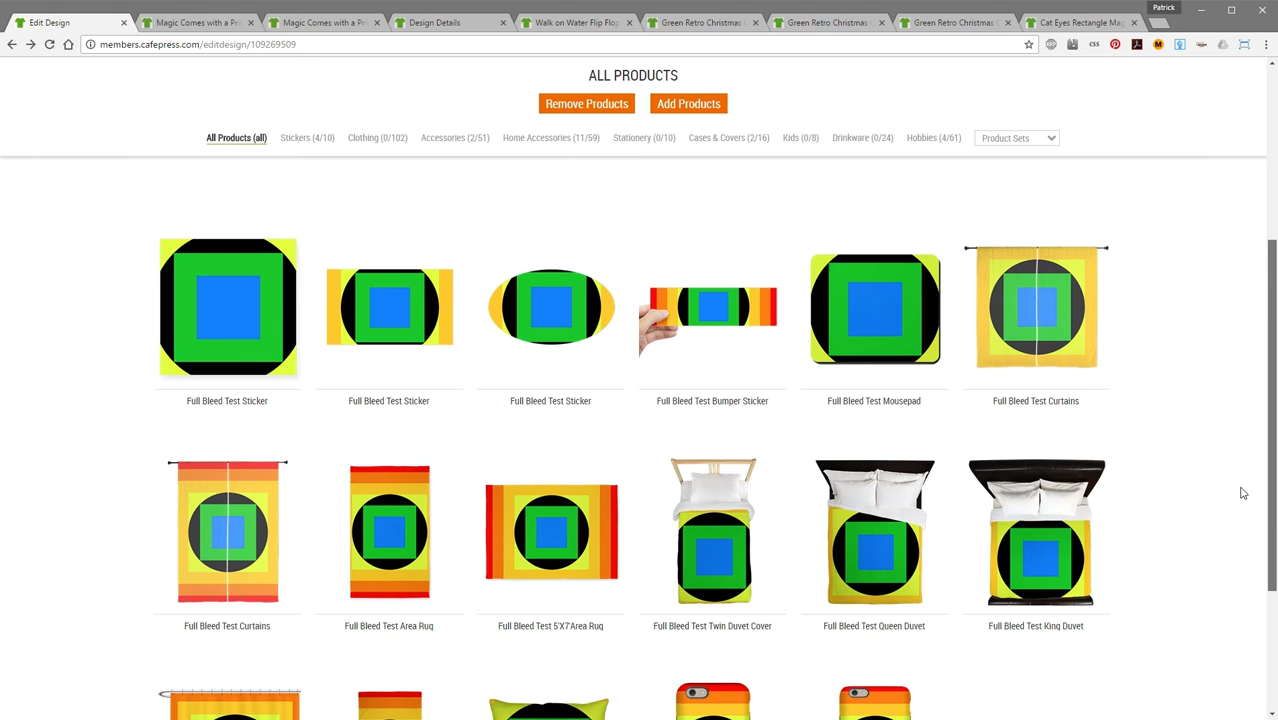 Patrick
Edit Design
Magic Comes with a Pri
Magic Comes with a Pri
Design Details
Walk on Water Flip Flop
Green Retro Christmas
Green Retro Christmas
Green Retro Christmas
Cat Eyes Rectangle Mag
members.cafepress.com/editdesign/109269509
css
ALL PRODUCTS
Remove Products
Add Products
All Products (all)
Stickers (4/10)
Clothing (0/102)
Accessories (2/51)
Home Accessories (11/59)
Stationery (0/10)
Cases & Covers (2/16)
Kids (0/8)
Drinkware (0/24)
Hobbies (4/61)
Product Sets
Full Bleed Test Sticker
Full Bleed Test Sticker
Full Bleed Test Sticker
Full Bleed Test Bumper Sticker
Full Bleed Test Mousepad
Full Bleed Test Curtains
Full Bleed Test Curtains
Full Bleed Test Area Rug
Full Bleed Test 5'X7'Area Rug
Full Bleed Test Twin Duvet Cover
Full Bleed Test Queen Duvet
Full Bleed Test King Duvet